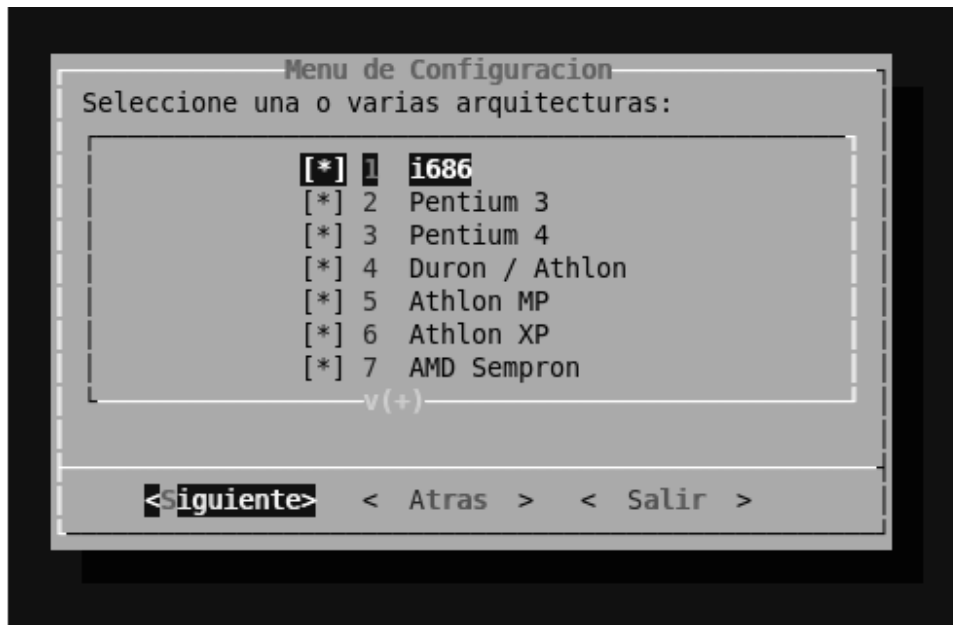 Menu de Configuracion
Seleccione una o varias arquitecturas:
[*] 1 i686
[*] 2 Pentium 3
[*] 3 Pentium 4
[*] 4 Duron / Athlon
[*] 5 Athlon MP
[*] 6 Athlon XP
[*] 7 AMD Sempron
v(+)
<Siguiente> < Atras > < Salir >